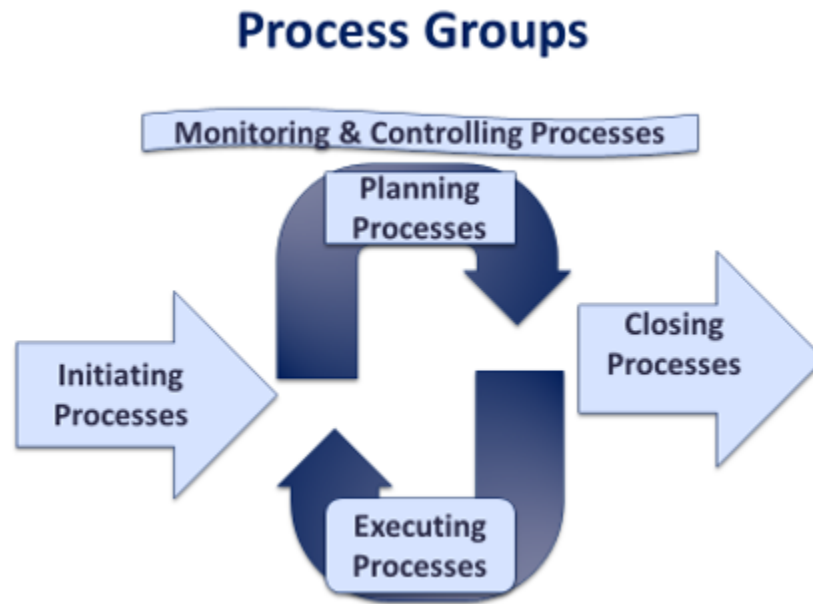 Process Groups
Monitoring & Controlling Processes
Planning
Processes
Initiating
Processes
Closing
Processes
Executing
Processes